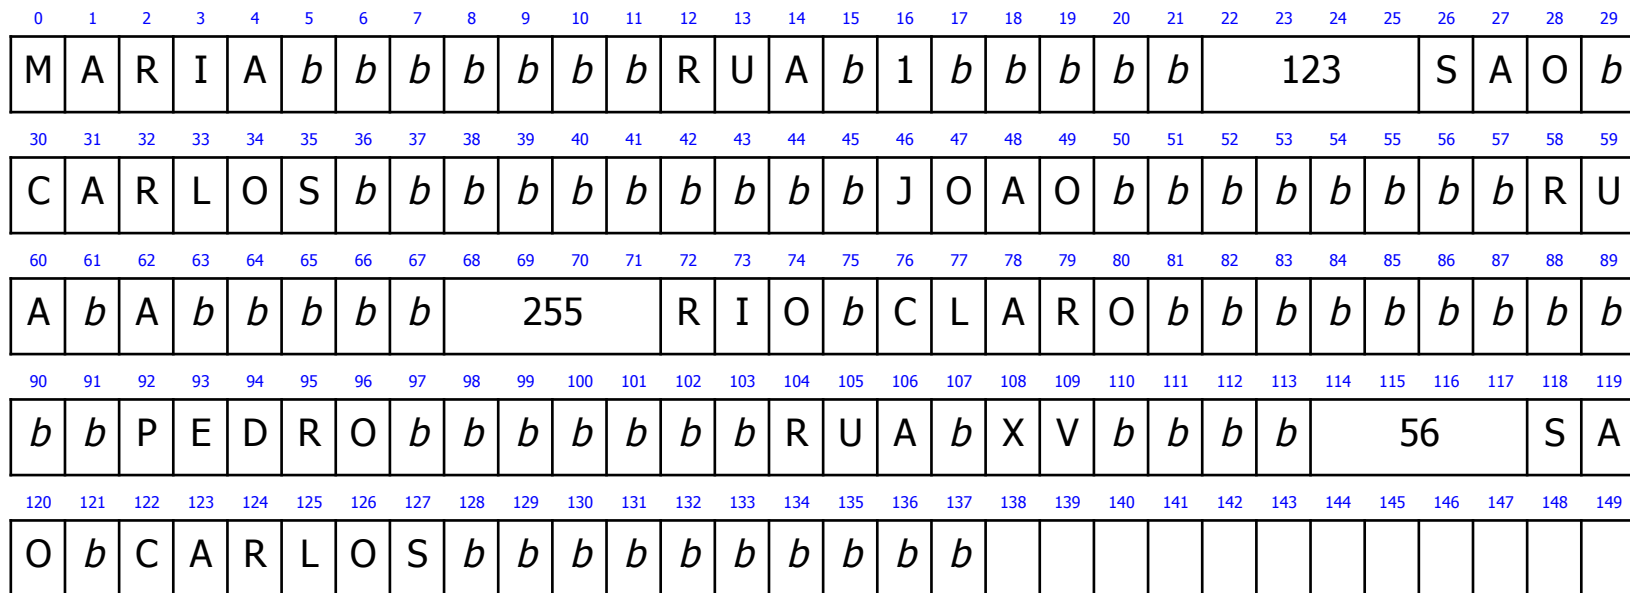 0 1 2 3 4 5 6 7 8 9 10 11 12 13 14 15 16 17 18 19 20 21 22 23 24 25 26 27 28 29
M A R I A b b b b b b b R U A b 1 b b b b b 123 S A O b
30 31 32 33 34 35 36 37 38 39 40 41 42 43 44 45 46 47 48 49 50 51 52 53 54 55 56 57 58 59
C A R L O S b b b b b b b b b b J O A O b b b b b b b b R U
60 61 62 63 64 65 66 67 68 69 70 71 72 73 74 75 76 77 78 79 80 81 82 83 84 85 86 87 88 89
A b A b b b b b 255 R I O b C L A R O b b b b b b b b b
90 91 92 93 94 95 96 97 98 99 100 101 102 103 104 105 106 107 108 109 110 111 112 113 114 115 116 117 118 119
b b P E D R O b b b b b b b R U A b X V b b b b 56 S A
120 121 122 123 124 125 126 127 128 129 130 131 132 133 134 135 136 137 138 139 140 141 142 143 144 145 146 147 148 149
O b C A R L O S b b b b b b b b b b